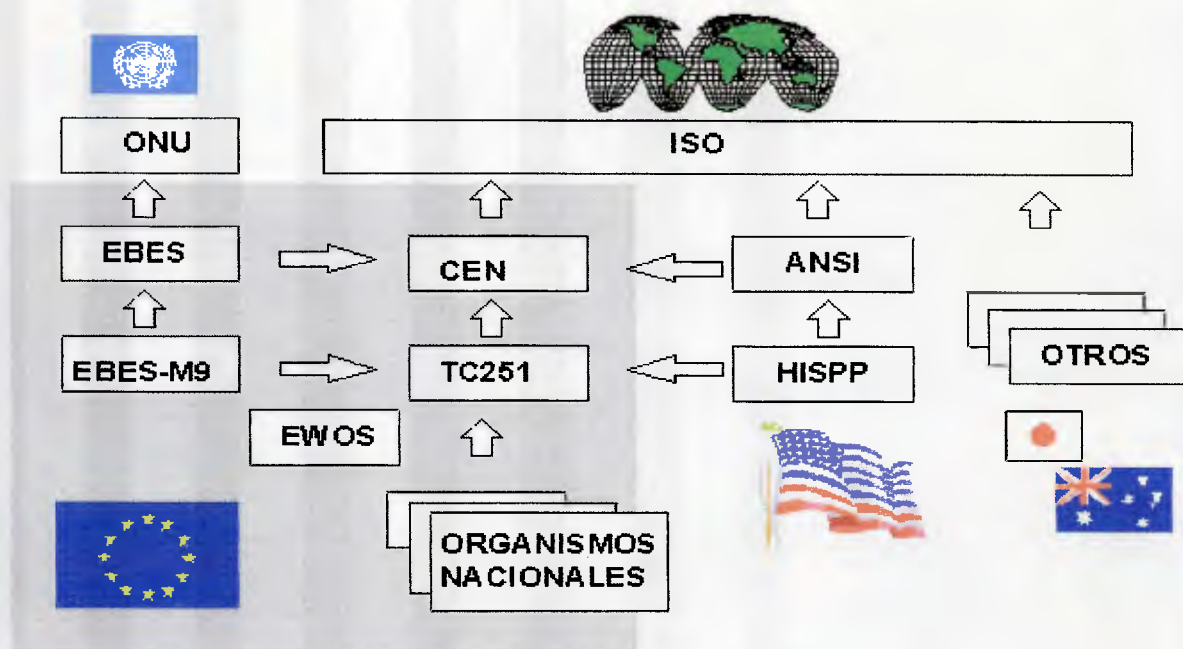 ONU
ISO
EBES
CEN
ANSI
EBES-M9
TC251
HISPP
OTROS
EWOS
ORGANISMOS
NACIONALES